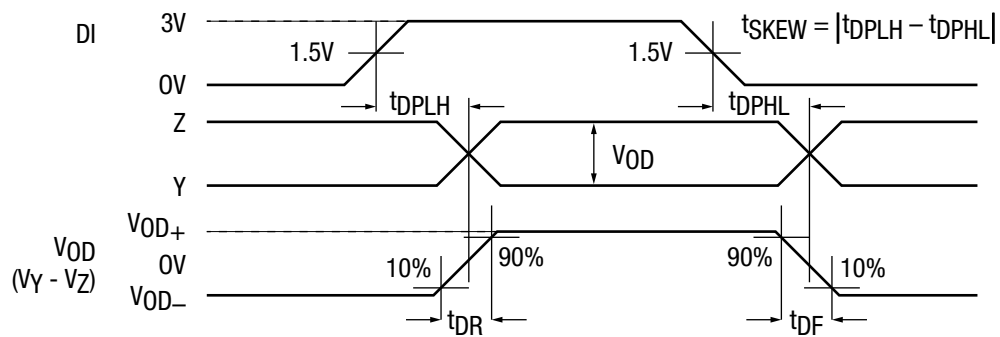 DI
3V
1.5V
0V
1.5V
tSKEW = |tDPLH – tDPHL|
tDPLH
tDPHL
Z
Y
VOD
VOD
(VY - VZ)
VOD+
0V
VOD–
10%
90%
90%
10%
tDR
tDF